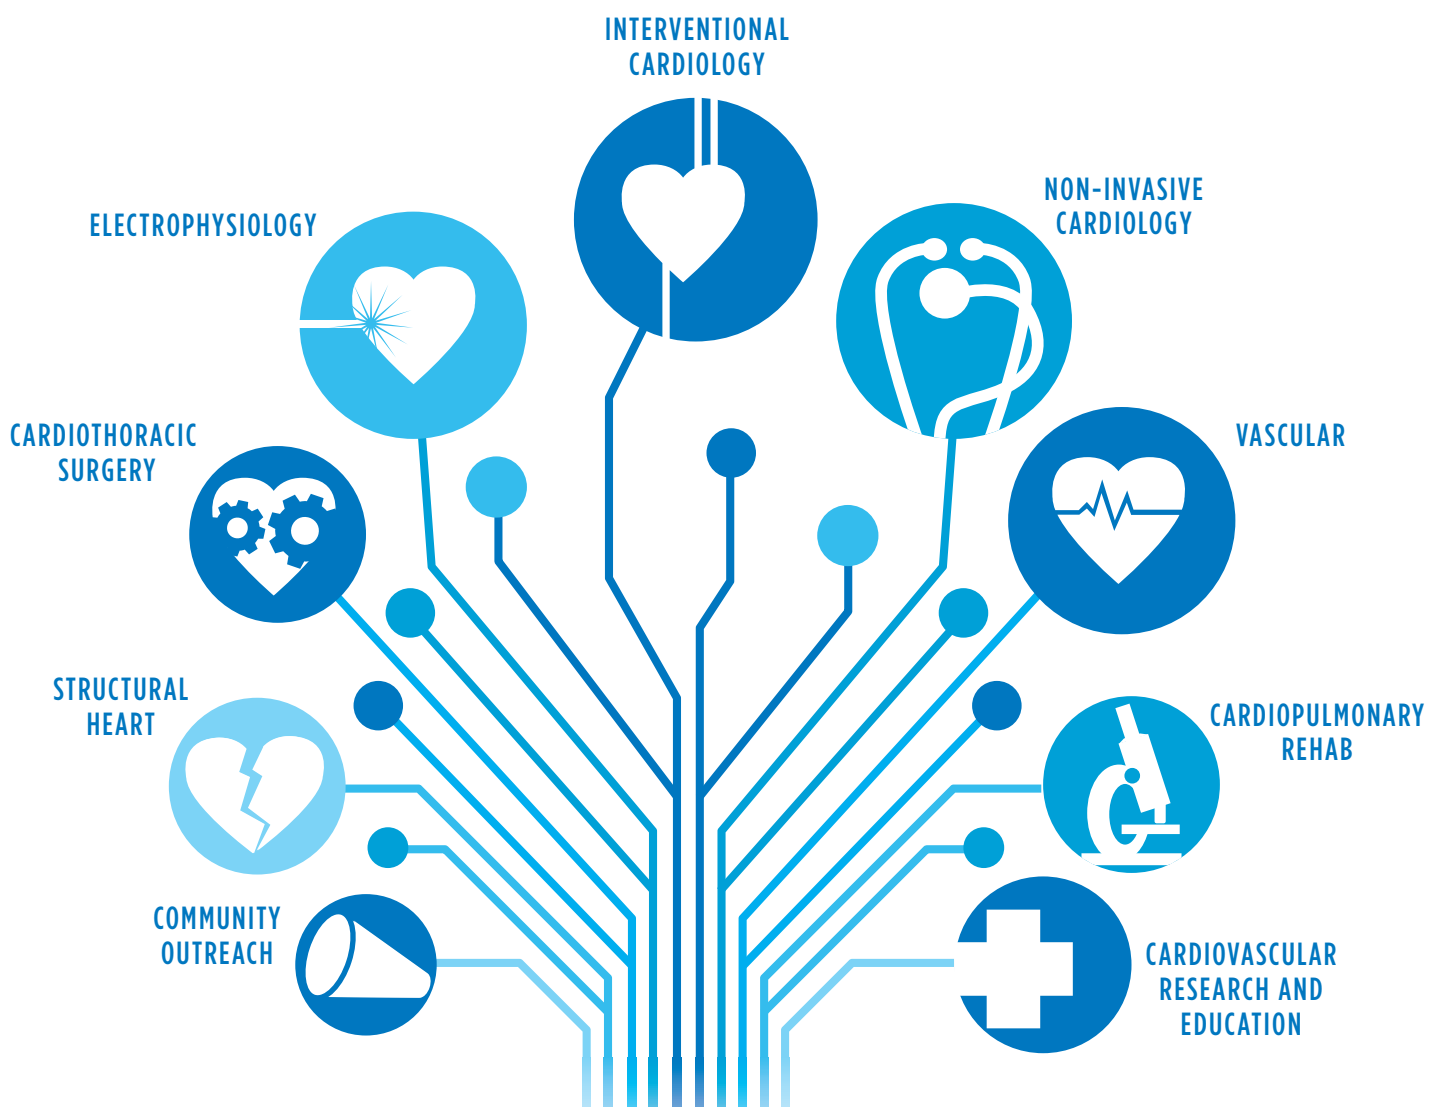 INTERVENTIONAL
CARDIOLOGY
NON-INVASIVE
CARDIOLOGY
ELECTROPHYSIOLOGY
CARDIOTHORACIC
SURGERY
VASCULAR
STRUCTURAL
HEART
CARDIOPULMONARY
REHAB
COMMUNITY
OUTREACH
CARDIOVASCULAR
RESEARCH AND
EDUCATION